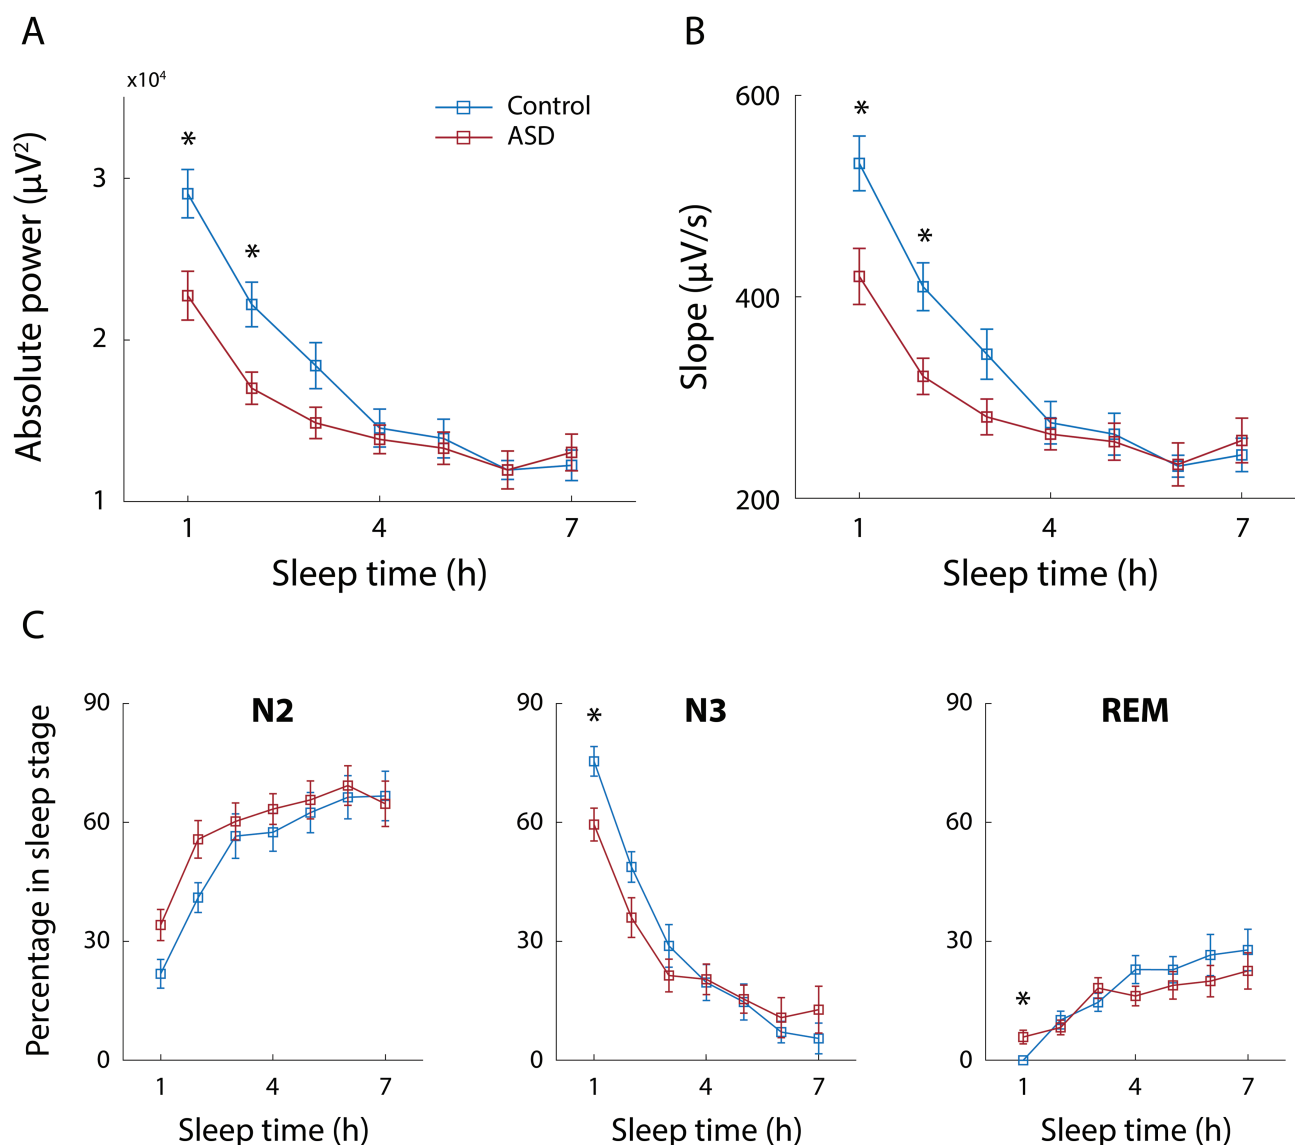 A
x10⁴
Absolute power (µV²)
3
2
1
*
*
Control
ASD
1 4 7
Sleep time (h)
B
Slope (µV/s)
600
400
200
*
*
1 4 7
Sleep time (h)
C
Percentage in sleep stage
N2
90
60
30
0
1 4 7
Sleep time (h)
N3
90
60
30
0
*
1 4 7
Sleep time (h)
REM
90
60
30
0
*
1 4 7
Sleep time (h)